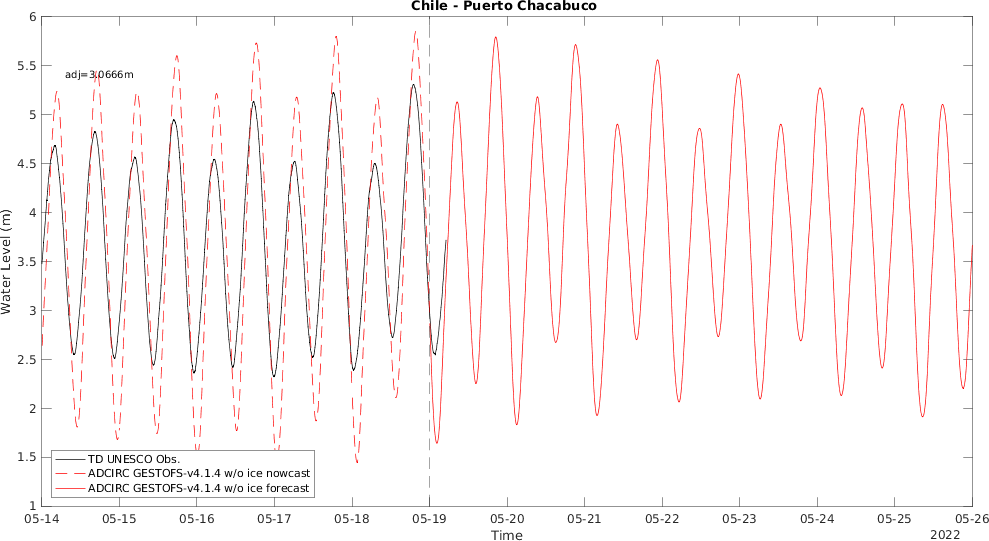 Chile - Puerto Chacabuco
adj=3.0666m
Water Level (m)
6
5.5
5
4.5
4
3.5
3
2.5
2
1.5
1
TD UNESCO Obs.
ADCIRC GESTOFS-v4.1.4 w/o ice nowcast
ADCIRC GESTOFS-v4.1.4 w/o ice forecast
05-14 05-15 05-16 05-17 05-18 05-19 05-20 05-21 05-22 05-23 05-24 05-25 05-26
Time
2022